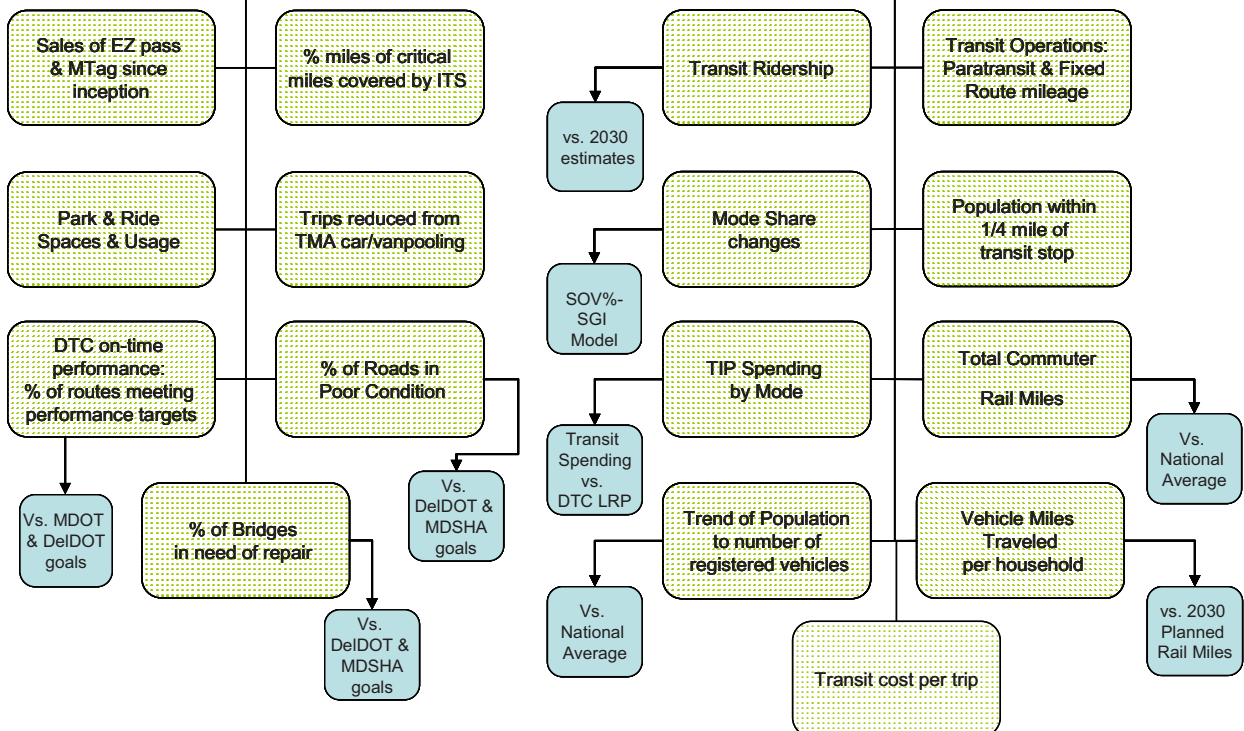 Sales of EZ pass
& MTag since
inception
% miles of critical
miles covered by ITS
Park & Ride
Spaces & Usage
Trips reduced from
TMA car/vanpooling
DTC on-time
performance:
% of routes meeting
performance targets
% of Roads in
Poor Condition
Vs. MDOT
& DelDOT
goals
Vs.
DelDOT &
MDSHA
goals
% of Bridges
in need of repair
Vs.
DelDOT &
MDSHA
goals
Transit Ridership
Transit Operations:
Paratransit & Fixed
Route mileage
vs. 2030
estimates
Mode Share
changes
Population within
1/4 mile of
transit stop
SOV%-
SGI
Model
TIP Spending
by Mode
Total Commuter
Rail Miles
Transit
Spending
vs.
DTC LRP
Vs.
National
Average
Trend of Population
to number of
registered vehicles
Vehicle Miles
Traveled
per household
Vs.
National
Average
vs. 2030
Planned
Rail Miles
Transit cost per trip